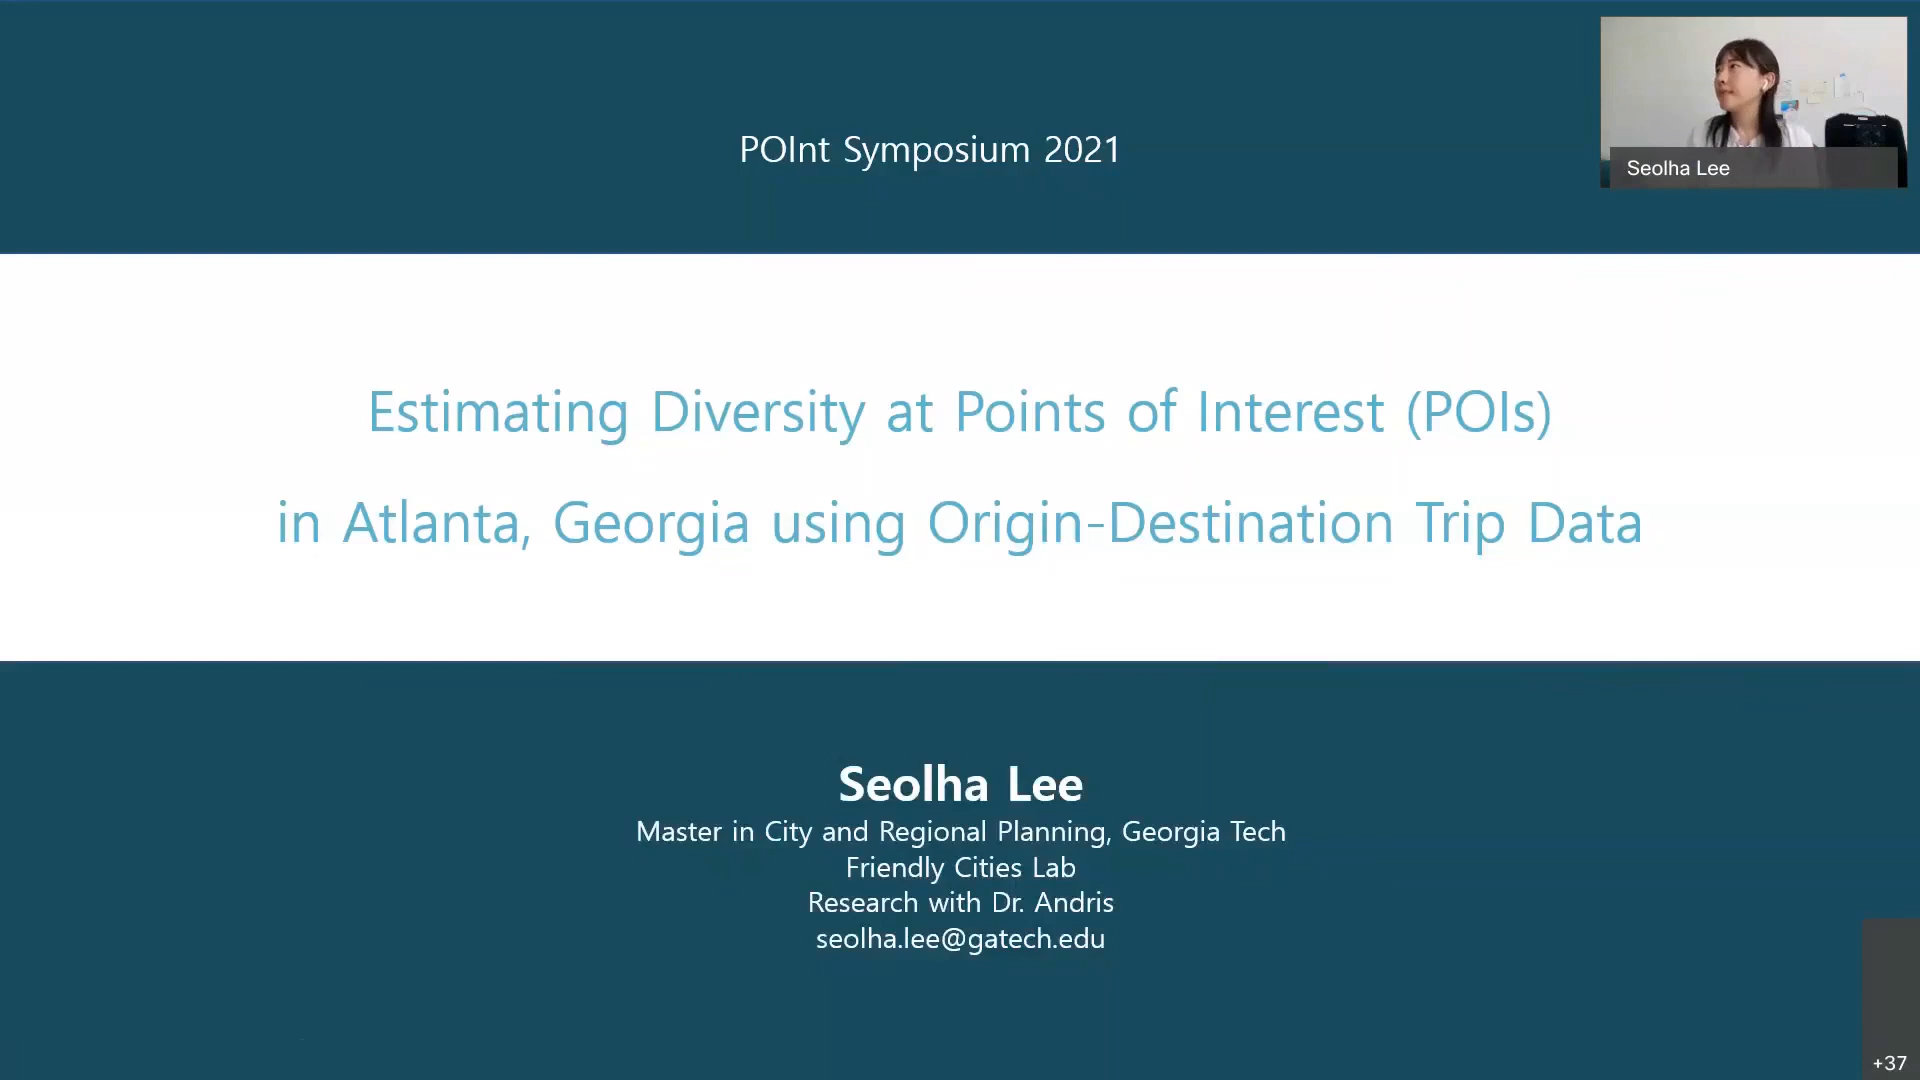 POInt Symposium 2021
Seolha Lee
Estimating Diversity at Points of Interest (POIs)
in Atlanta, Georgia using Origin-Destination Trip Data
Seolha Lee
Master in City and Regional Planning, Georgia Tech
Friendly Cities Lab
Research with Dr. Andris
seolha.lee@gatech.edu
+37